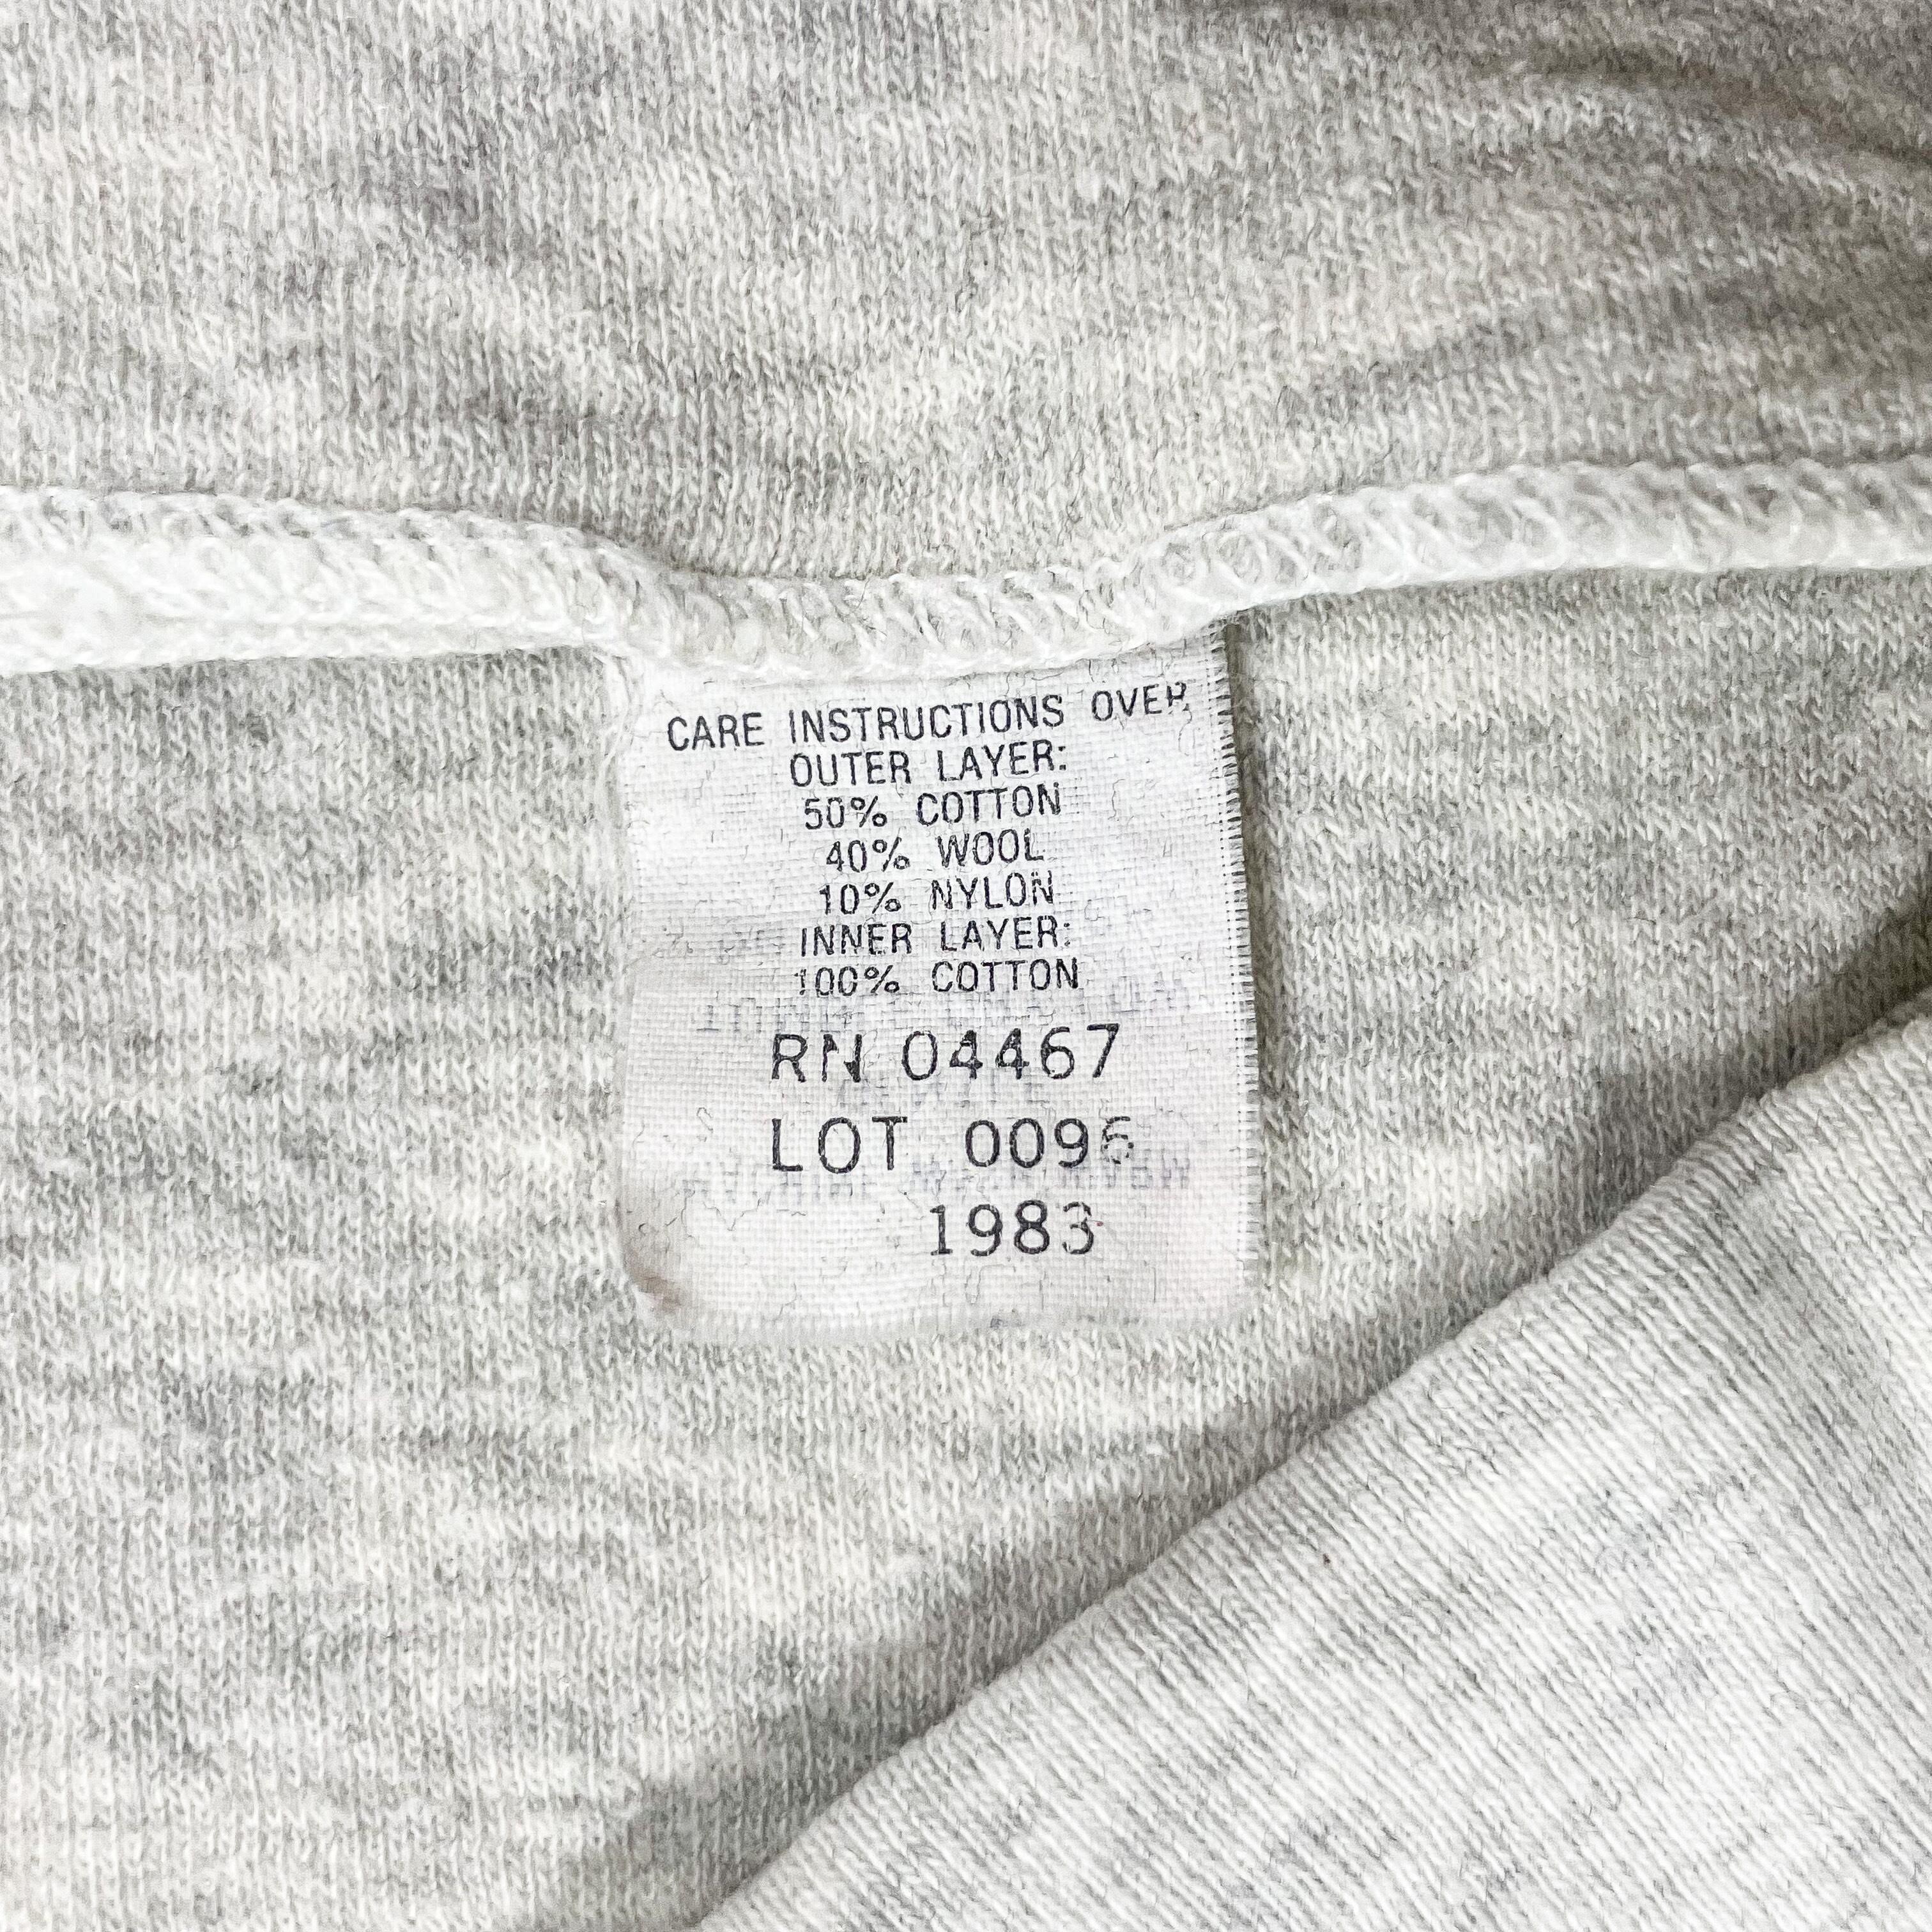 CARE INSTRUCTIONS OVER
OUTER LAYER:
50% COTTON
40% WOOL
10% NYLON
INNER LAYER:
100% COTTON
RN 04467
LOT 0096
1983